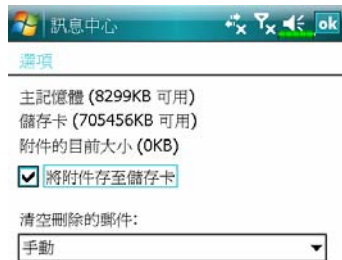 訊息中心 ok
選項
主記憶體 (8299KB 可用)
儲存卡 (705456KB 可用)
附件的目前大小 (0KB)
將附件存至儲存卡
清空刪除的郵件:
手動